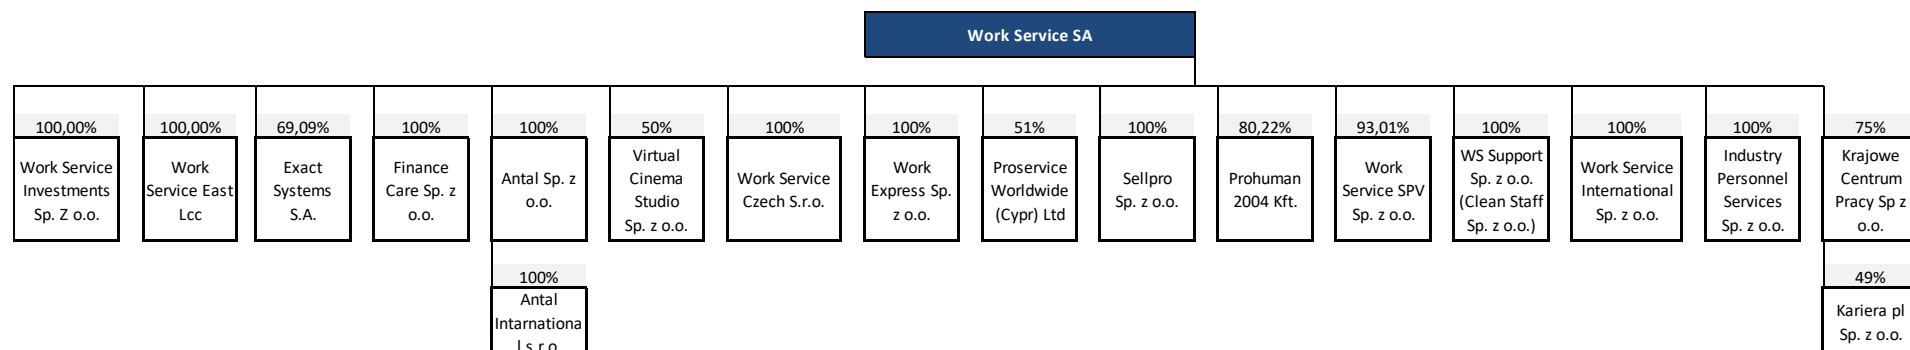 Work Service SA
100,00%
100,00%
69,09%
100%
100%
50%
100%
100%
51%
100%
80,22%
93,01%
100%
100%
100%
75%
Work Service
Investments
Sp. Z o.o.
Work
Service East
Lcc
Exact
Systems
S.A.
Finance
Care Sp. z
o.o.
Antal Sp. z
o.o.
Virtual
Cinema
Studio
Sp. z o.o.
Work Service
Czech S.r.o.
Work
Express Sp.
z o.o.
Proservice
Worldwide
(Cypr) Ltd
Sellpro
Sp. z o.o.
Prohuman
2004 Kft.
Work
Service SPV
Sp. z o.o.
WS Support
Sp. z o.o.
(Clean Staff
Sp. z o.o.)
Work Service
International
Sp. z o.o.
Industry
Personnel
Services
Sp. z o.o.
Krajowe
Centrum
Pracy Sp z
o.o.
100%
Antal
Intarnationa
l s.r.o.
49%
Kariera pl
Sp. z o.o.